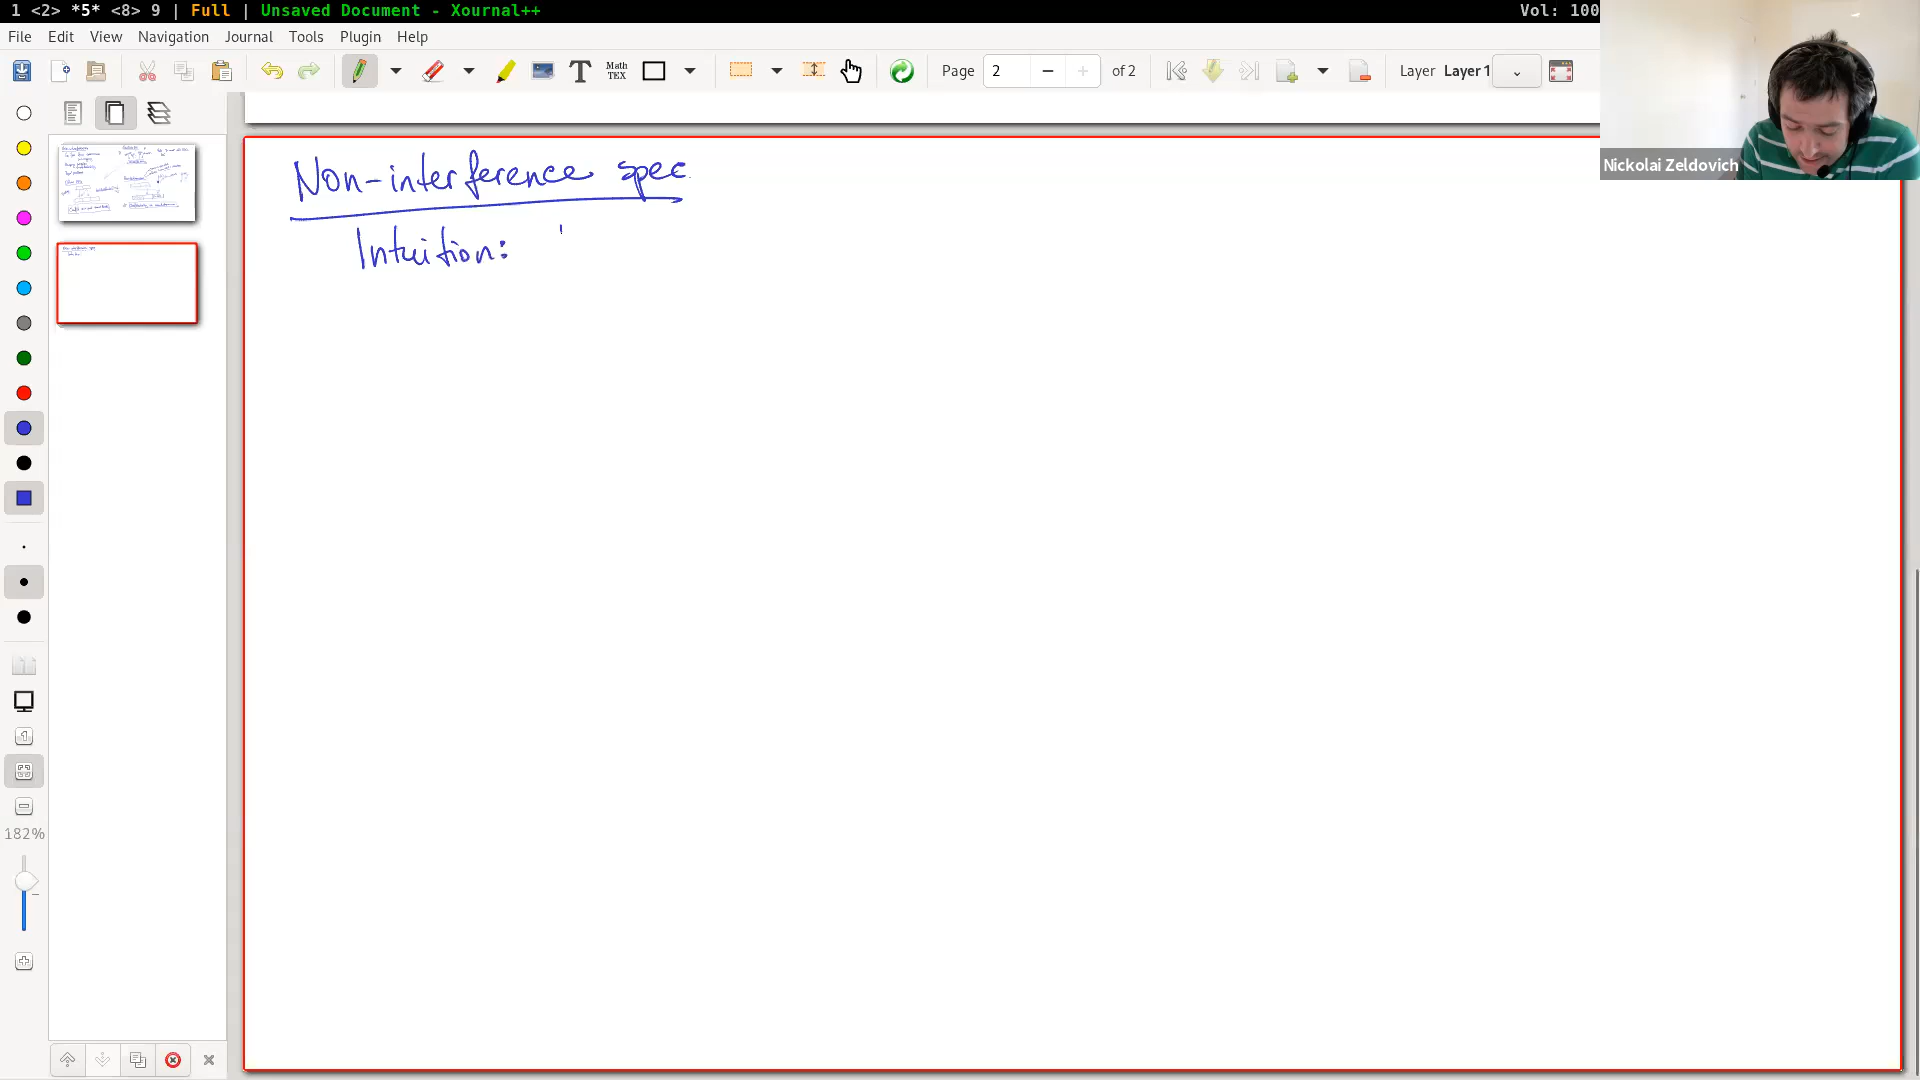 1 <2> *5* <8> 9 | Full | Unsaved Document - Xournal++
Vol: 100
File Edit View Navigation Journal Tools Plugin Help
Math
TEX
Page 2 of 2
Layer Layer 1
Nickolai Zeldovich
Non-interference spec
Intuition:
182%